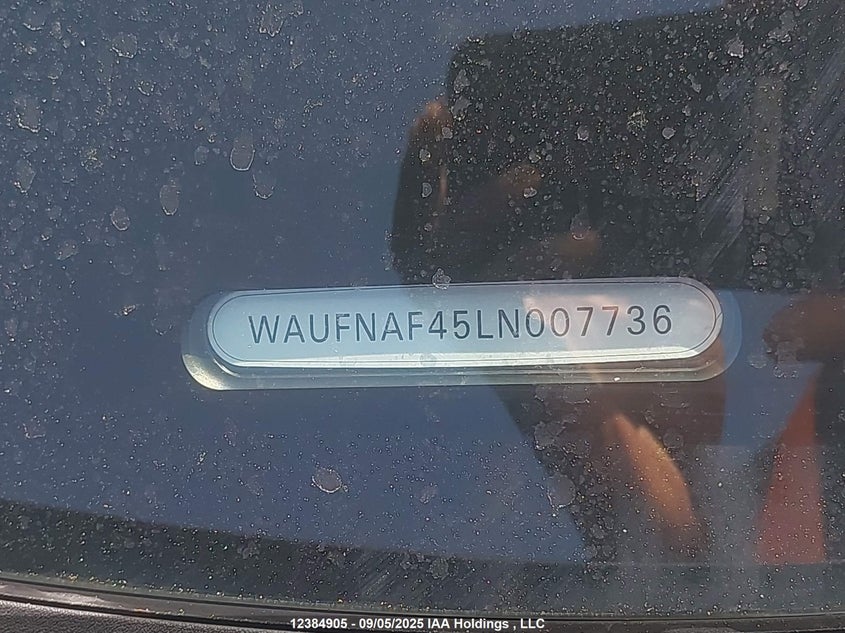 WAUFNAF45LN007736
12384905 - 09/05/2025 IAA Holdings , LLC